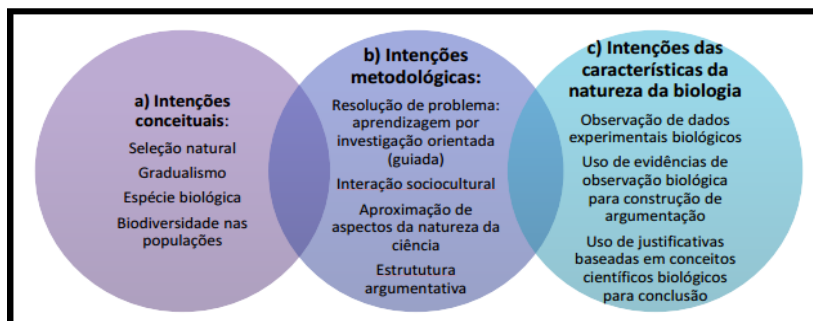 a) Intenções
conceituais:
Seleção natural
Gradualismo
Espécie biológica
Biodiversidade nas
populações
b) Intenções
metodológicas:
Resolução de problema:
aprendizagem por
investigação orientada
(guiada)
Interação sociocultural
Aproximação de
aspectos da natureza da
ciência
Estrututura
argumentativa
c) Intenções das
características da
natureza da biologia
Observação de dados
experimentais biológicos
Uso de evidências de
observação biológica
para construção de
argumentação
Uso de justificativas
baseadas em conceitos
científicos biológicos
para conclusão